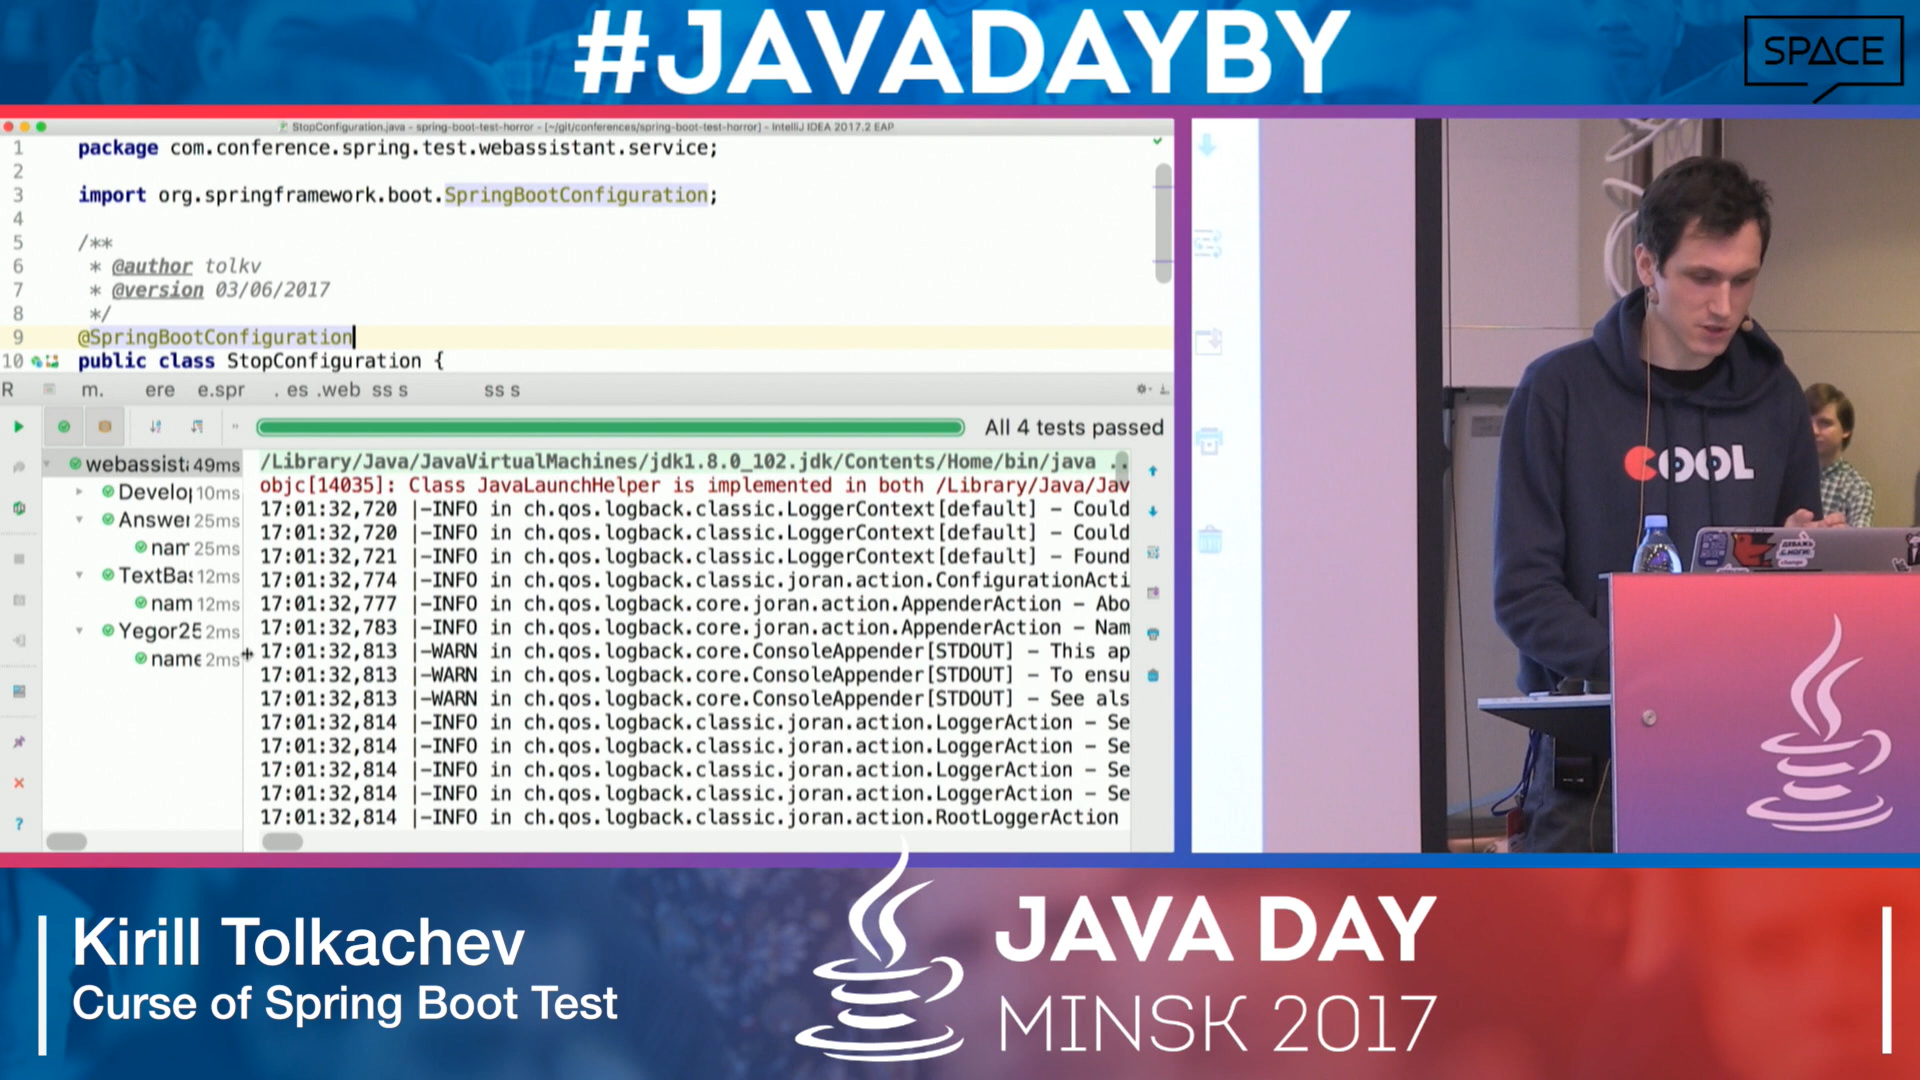 #JAVADAYBY
SPACE
StopConfiguration.java - spring-boot-test-horror - [~/git/conferences/spring-boot-test-horror] - IntelliJ IDEA 2017.2 EAP
1 package com.conference.spring.test.webassistant.service;
2
3 import org.springframework.boot.SpringBootConfiguration;
4
5 /**
6 * @author tolkv
7 * @version 03/06/2017
8 */
9 @SpringBootConfiguration
10 public class StopConfiguration {
R m. ere e.spr . es .web ss s ss s
All 4 tests passed
webassist 49ms
Develo 10ms
Answer 25ms
nam 25ms
TextBa 12ms
nam 12ms
Yegor25 2ms
name 2ms
/Library/Java/JavaVirtualMachines/jdk1.8.0_102.jdk/Contents/Home/bin/java ..
objc[14035]: Class JavaLaunchHelper is implemented in both /Library/Java/Jav
17:01:32,720 |-INFO in ch.qos.logback.classic.LoggerContext[default] - Could
17:01:32,720 |-INFO in ch.qos.logback.classic.LoggerContext[default] - Could
17:01:32,721 |-INFO in ch.qos.logback.classic.LoggerContext[default] - Found
17:01:32,774 |-INFO in ch.qos.logback.classic.joran.action.ConfigurationActi
17:01:32,777 |-INFO in ch.qos.logback.core.joran.action.AppenderAction - Abo
17:01:32,783 |-INFO in ch.qos.logback.core.joran.action.AppenderAction - Nam
17:01:32,813 |-WARN in ch.qos.logback.core.ConsoleAppender[STDOUT] - This ap
17:01:32,813 |-WARN in ch.qos.logback.core.ConsoleAppender[STDOUT] - To ensu
17:01:32,813 |-WARN in ch.qos.logback.core.ConsoleAppender[STDOUT] - See als
17:01:32,814 |-INFO in ch.qos.logback.classic.joran.action.LoggerAction - Se
17:01:32,814 |-INFO in ch.qos.logback.classic.joran.action.LoggerAction - Se
17:01:32,814 |-INFO in ch.qos.logback.classic.joran.action.LoggerAction - Se
17:01:32,814 |-INFO in ch.qos.logback.classic.joran.action.LoggerAction - Se
17:01:32,814 |-INFO in ch.qos.logback.classic.joran.action.RootLoggerAction
COOL
Kirill Tolkachev
Curse of Spring Boot Test
JAVA DAY
MINSK 2017